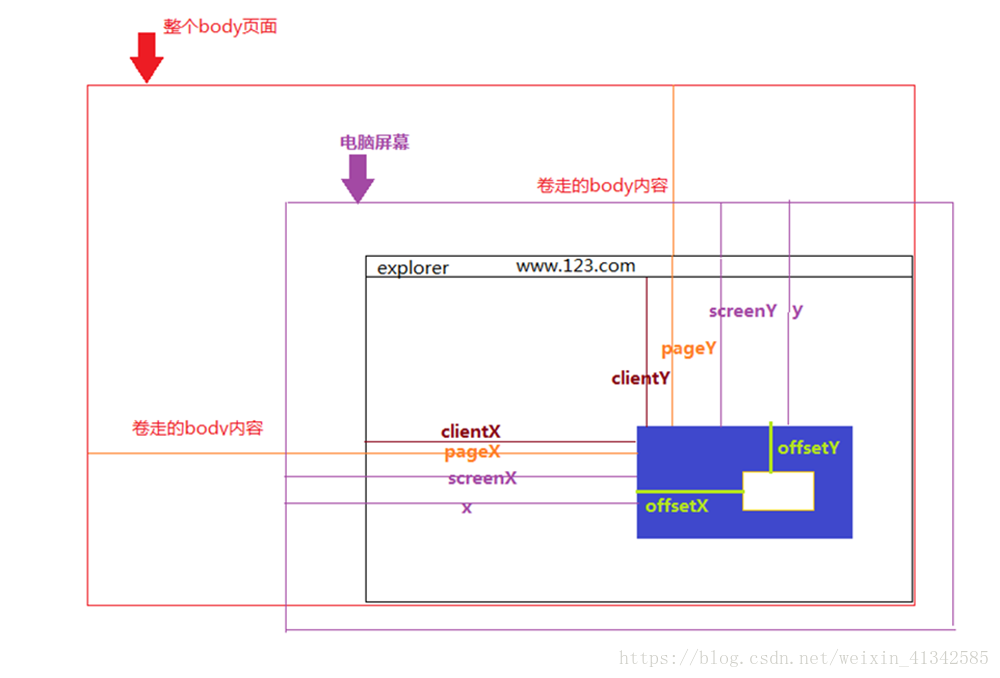 整个body页面
电脑屏幕
卷走的body内容
explorer www.123.com
screenY y
pageY
clientY
卷走的body内容
clientX
pageX
screenX
x
offsetY
offsetX
https://blog.csdn.net/weixin_41342585